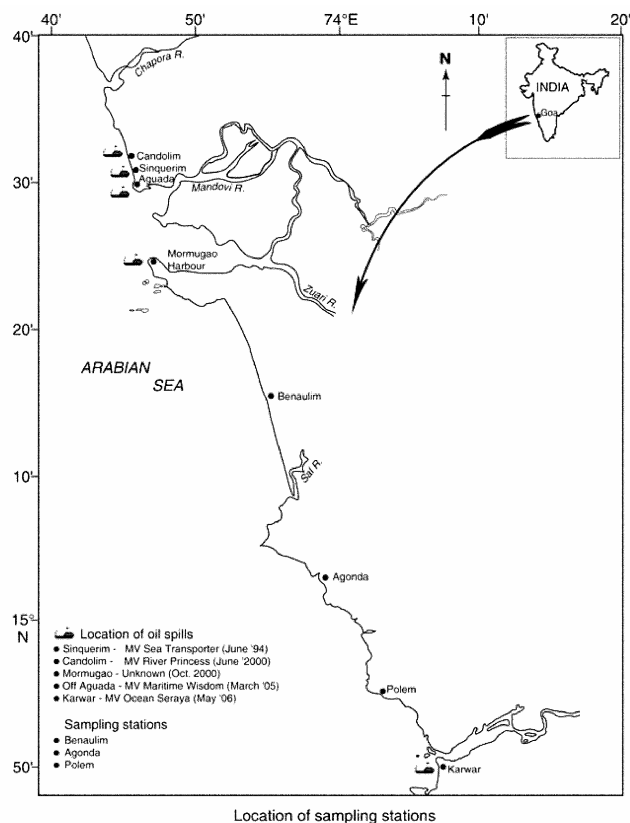 40' 50' 74°E 10' 20'
40'
Chapora R.
N
INDIA
Goa
Candolim
Sinquerim
Aguada
30'
Mandovi R.
Mormugao
Harbour
Zuari R.
20'
ARABIAN
SEA
Benaulim
10'
Sal R.
Agonda
15°
N
Location of oil spills
Sinquerim - MV Sea Transporter (June '94)
Candolim - MV River Princess (June '2000)
Mormugao - Unknown (Oct. 2000)
Off Aguada - MV Maritime Wisdom (March '05)
Karwar - MV Ocean Seraya (May '06)
Polem
Sampling stations
Benaulim
Agonda
Polem
50'
Karwar
Location of sampling stations